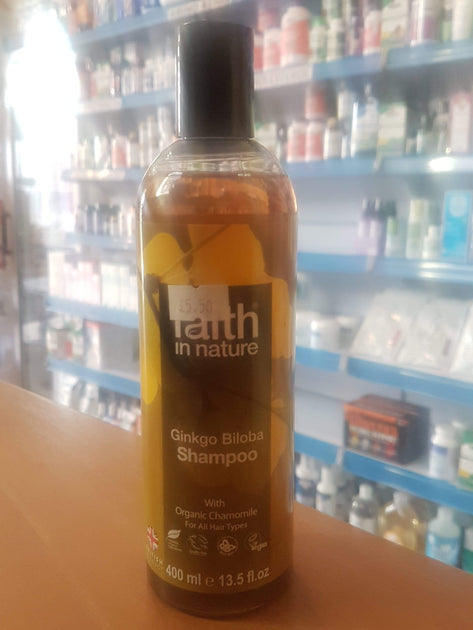 £5.50
faith®
in nature
Ginkgo Biloba
Shampoo
With
Organic Chamomile
For All Hair Types
400 ml e 13.5 fl.oz